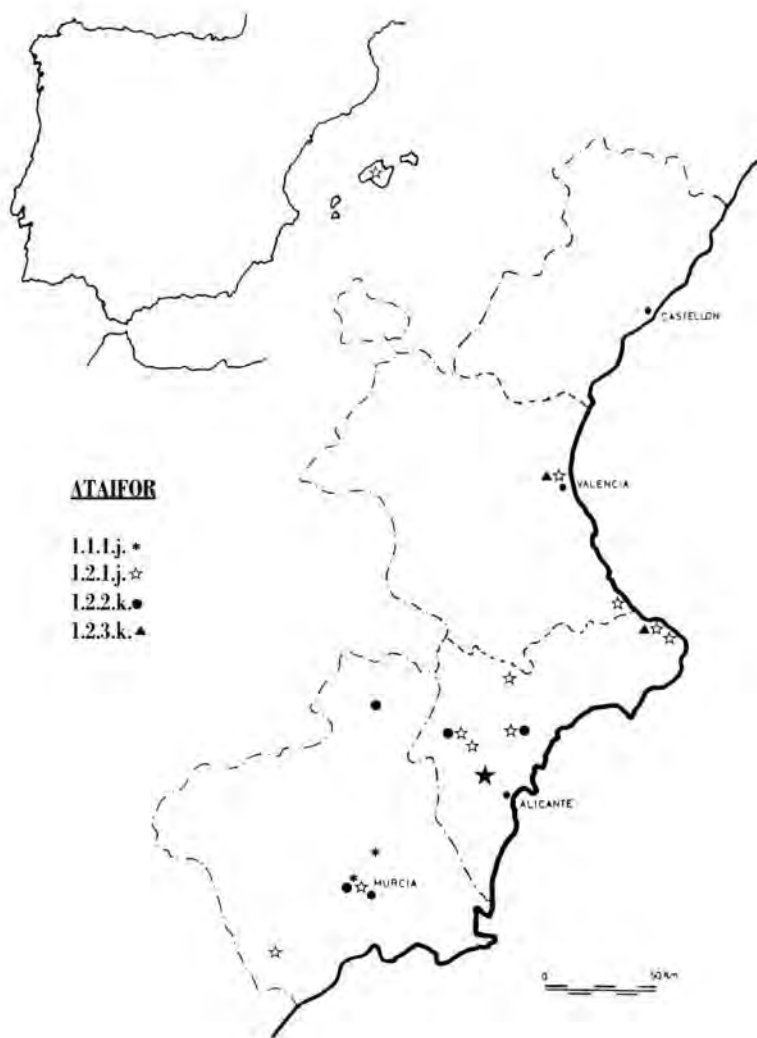 CASTELLON
ATAIFOR
1.1.1.j.
1.2.1.j.
1.2.2.k.
1.2.3.k.
VALENCIA
ALICANTE
MURCIA
0 50 Km